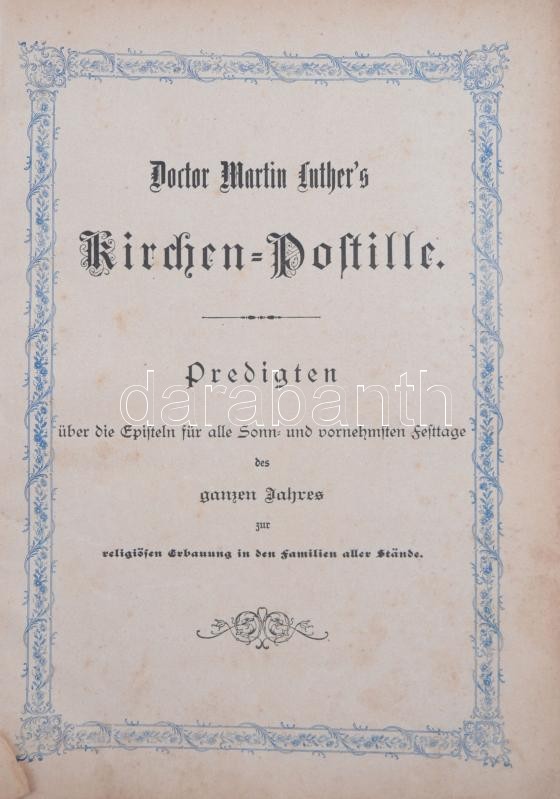 Doctor Martin Luther's
Kirchen=Postille.
Predigten
darabanth
über die Episteln für alle Sonn= und vornehmsten Festtage
des
ganzen Jahres
zur
religiösen Erbauung in den Familien aller Stände.